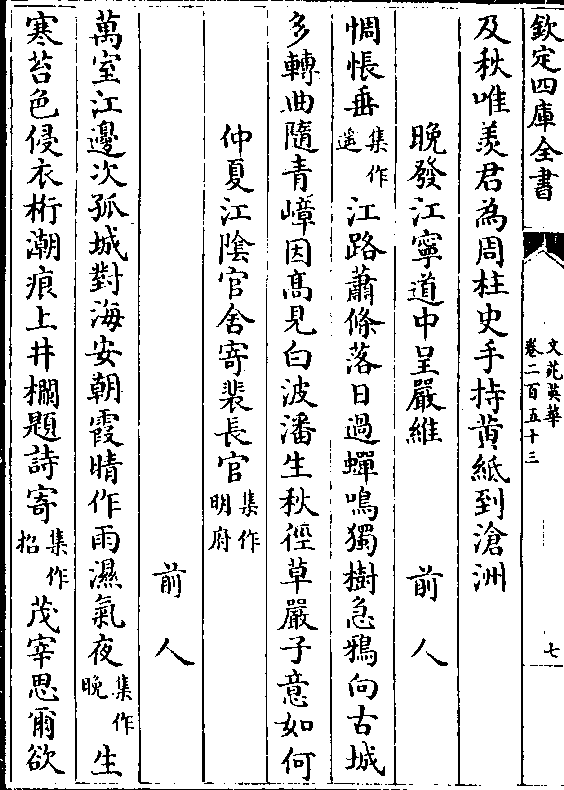 欽定四庫全書
文苑英華
卷二百五十三
七
及秋唯羨君為周柱史手持黄紙到滄洲
晚發江寧道中呈嚴維
前人
惆悵垂集作遥江路蕭條落日過蟬鳴獨樹急鴉向古城
多轉曲隨青嶂因髙見白波潘生秋徑草嚴子意如何
仲夏江隂官舍寄裴長官集作明府
前人
萬室江邊次孤城對海安朝霞晴作雨濕氣夜集作晚生
寒苔色侵衣桁潮痕上井欄題詩寄集作招茂宰思爾欲